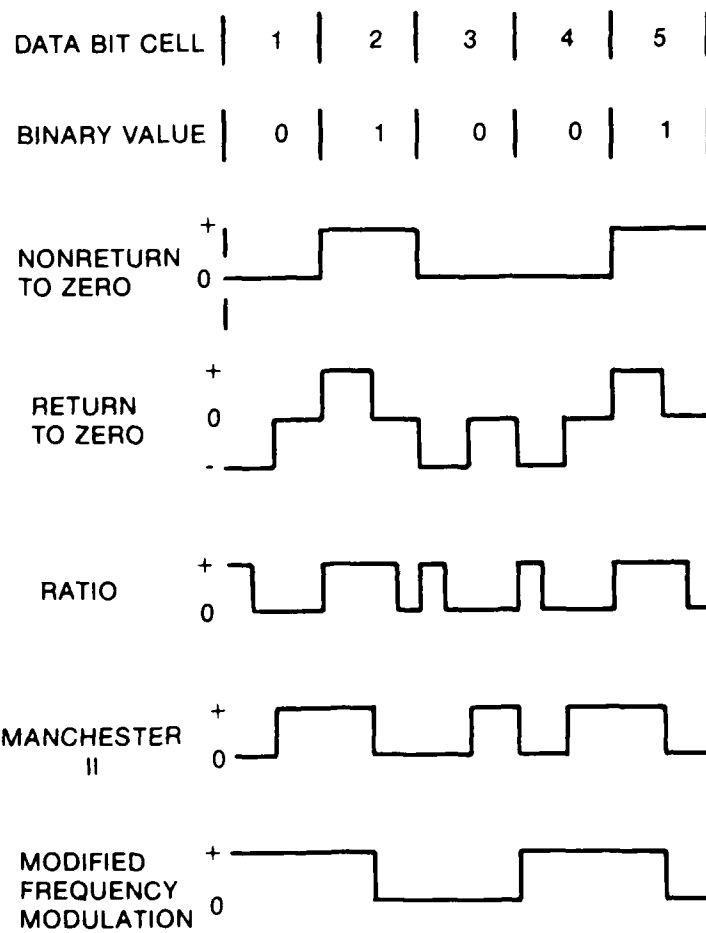 DATA BIT CELL | 1 | 2 | 3 | 4 | 5 |
BINARY VALUE | 0 | 1 | 0 | 0 | 1 |
+
NONRETURN
TO ZERO
0
+
RETURN
TO ZERO
0
-
+
RATIO
0
+
MANCHESTER
II
0
+
MODIFIED
FREQUENCY
MODULATION
0